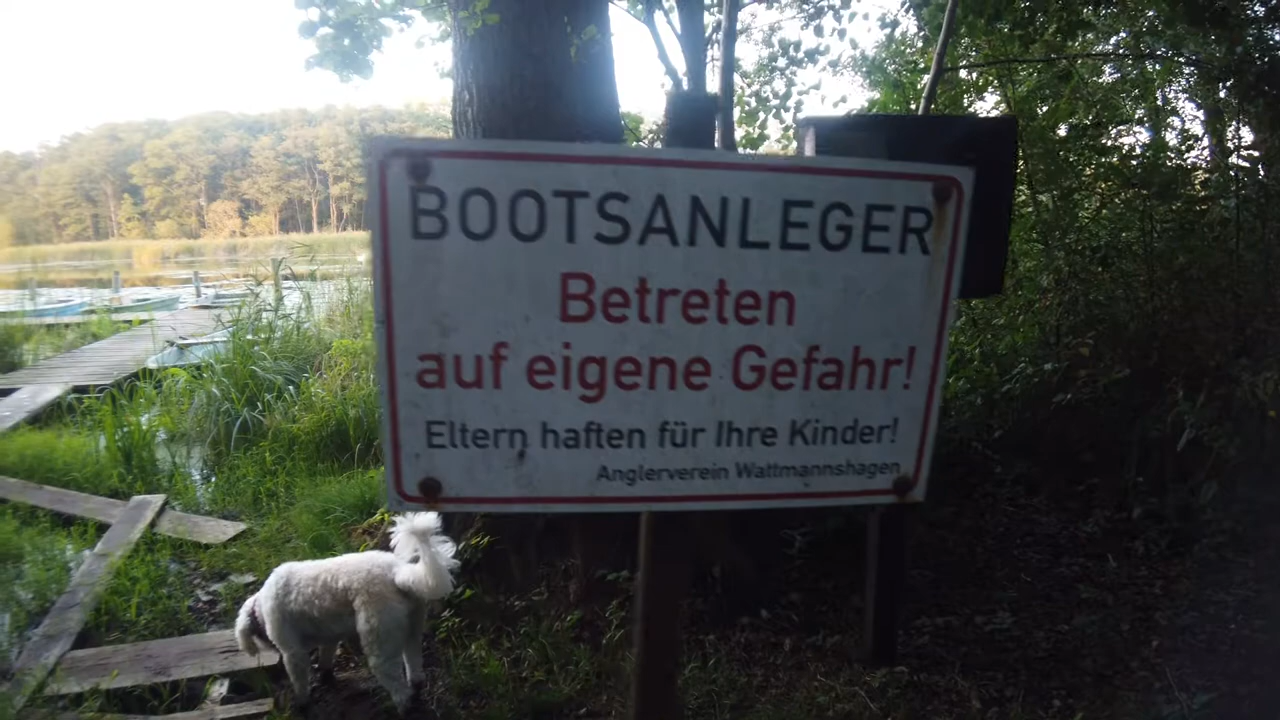 BOOTSANLEGER
Betreten
auf eigene Gefahr!
Eltern haften für Ihre Kinder!
Anglerverein Wattmannshagen